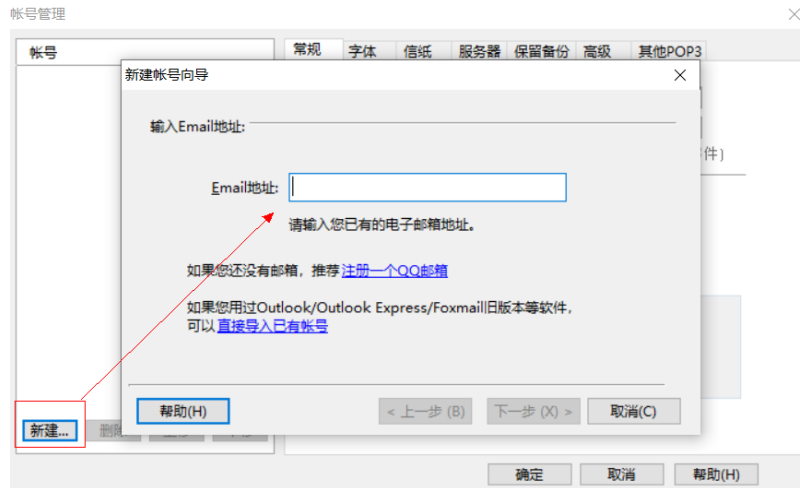 帐号管理
帐号
常规 字体 信纸 服务器 保留备份 高级 其他POP3
新建帐号向导
输入Email地址:
件)
Email地址:
请输入您已有的电子邮箱地址。
如果您还没有邮箱，推荐注册一个QQ邮箱
如果您用过Outlook/Outlook Express/Foxmail旧版本等软件，
可以直接导入已有帐号
帮助(H) < 上一步 (B) 下一步 (X) > 取消(C)
新建... 删除
确定 取消 帮助(H)